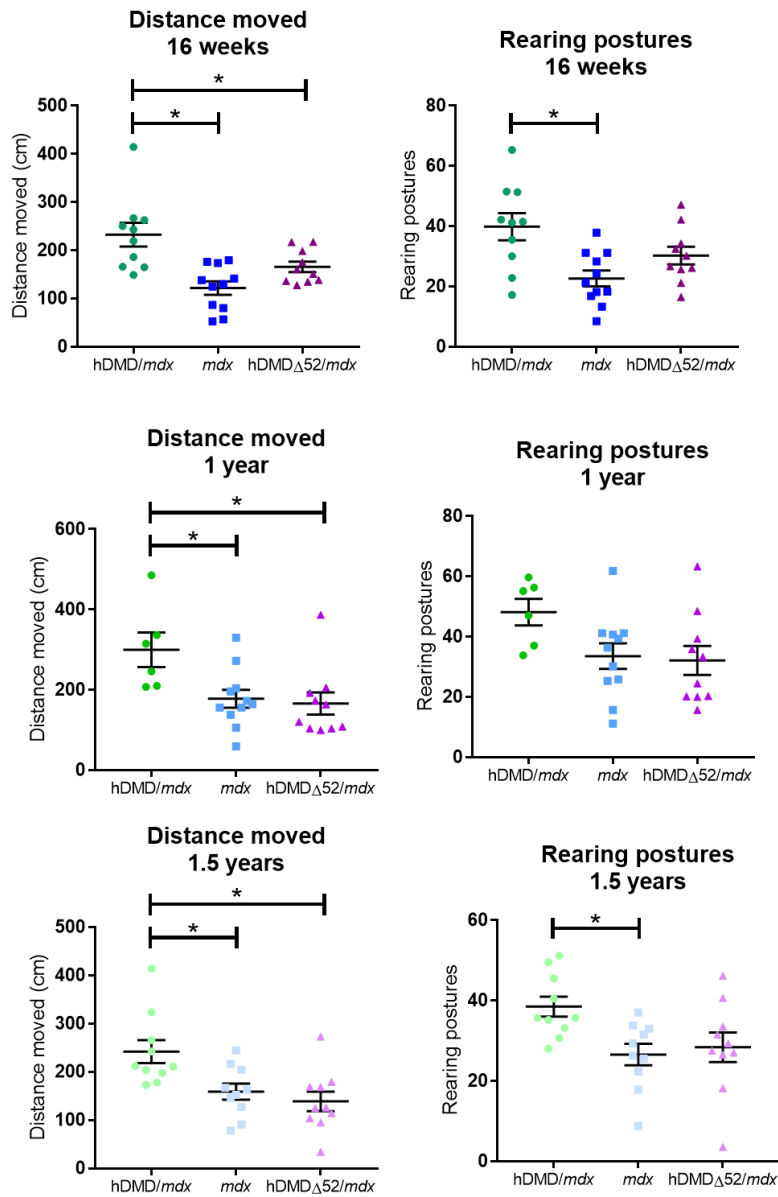 Distance moved
16 weeks
*
*
Distance moved (cm)
500
400
300
200
100
0
hDMD/mdx
mdx
hDMDΔ52/mdx
Rearing postures
16 weeks
*
Rearing postures
80
60
40
20
0
hDMD/mdx
mdx
hDMDΔ52/mdx
Distance moved
1 year
*
*
Distance moved (cm)
600
400
200
0
hDMD/mdx
mdx
hDMDΔ52/mdx
Rearing postures
1 year
Rearing postures
80
60
40
20
0
hDMD/mdx
mdx
hDMDΔ52/mdx
Distance moved
1.5 years
*
*
Distance moved (cm)
500
400
300
200
100
0
hDMD/mdx
mdx
hDMDΔ52/mdx
Rearing postures
1.5 years
*
Rearing postures
60
40
20
0
hDMD/mdx
mdx
hDMDΔ52/mdx